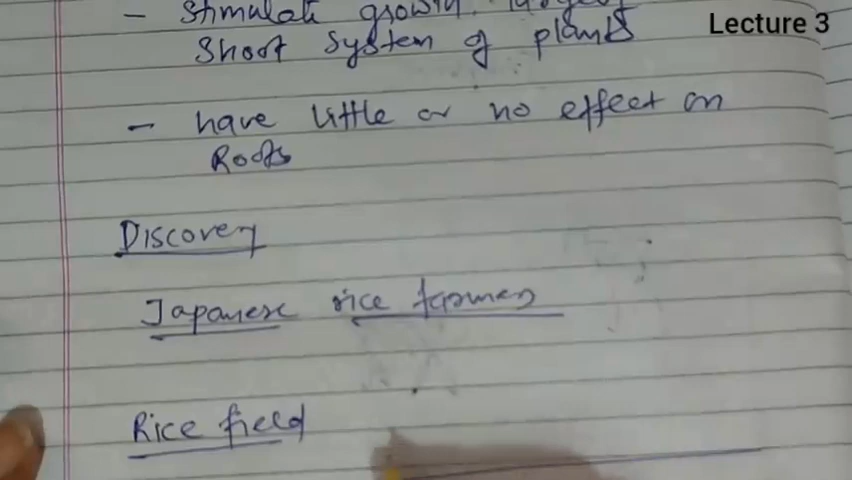 - Stimulate growth
Shoot System of plants
Lecture 3
- have little or no effect on
Roots
Discovery
Japanese rice farmers
Rice field